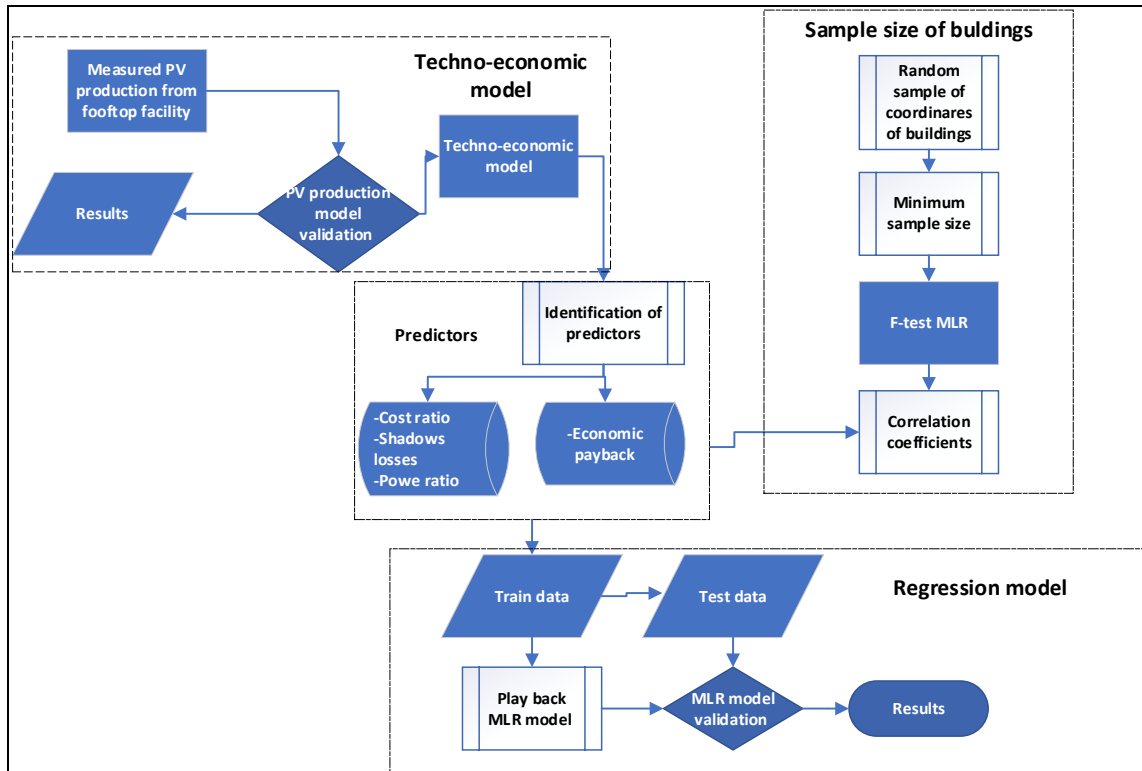 Techno-economic
model
Measured PV
production from
fooftop facility
Techno-economic
model
PV production
model
validation
Results
Sample size of buldings
Random
sample of
coordinares
of buildings
Minimum
sample size
F-test MLR
Correlation
coefficients
Predictors
Identification of
predictors
-Cost ratio
-Shadows
losses
-Powe ratio
-Economic
payback
Regression model
Train data
Test data
Play back
MLR model
MLR model
validation
Results